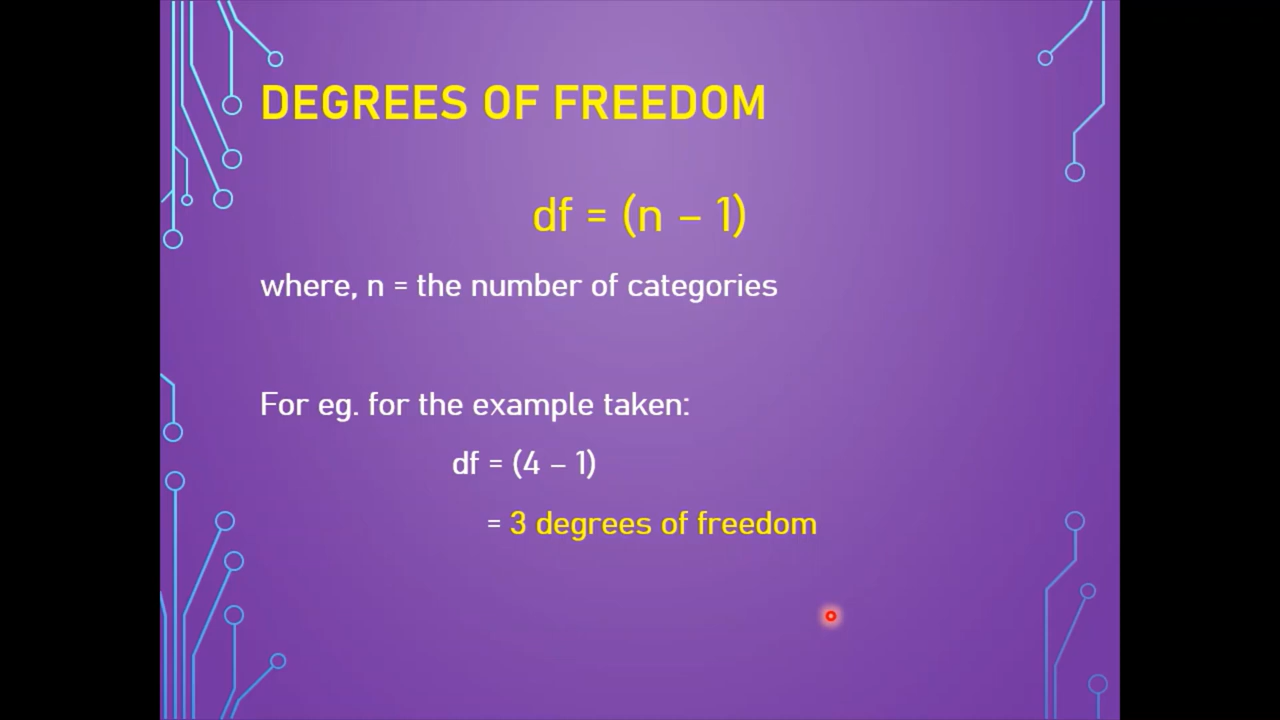 DEGREES OF FREEDOM
df = (n – 1)
where, n = the number of categories
For eg. for the example taken:
df = (4 – 1)
= 3 degrees of freedom